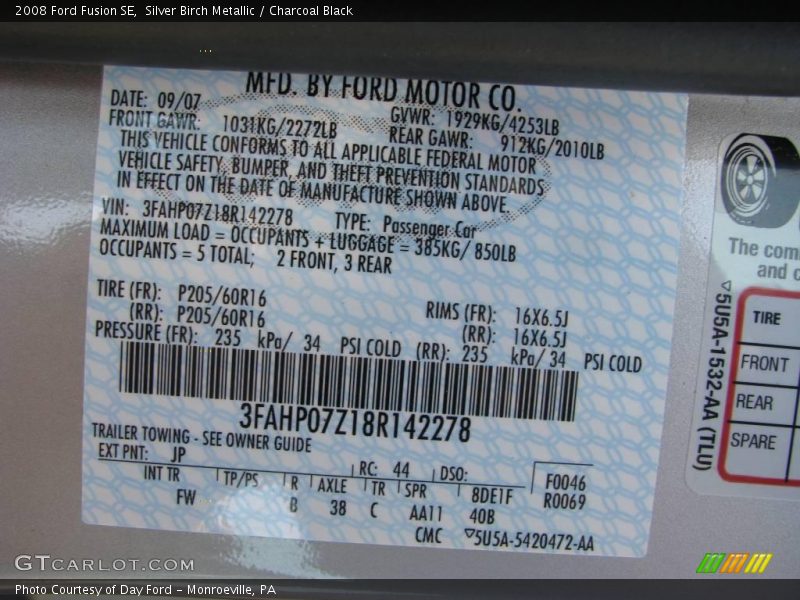 2008 Ford Fusion SE,  Silver Birch Metallic / Charcoal Black
MFD. BY FORD MOTOR CO.
DATE: 09/07   GVWR: 1929KG/4253LB
FRONT GAWR: 1031KG/2272LB   REAR GAWR: 912KG/2010LB
THIS VEHICLE CONFORMS TO ALL APPLICABLE FEDERAL MOTOR
VEHICLE SAFETY, BUMPER, AND THEFT PREVENTION STANDARDS
IN EFFECT ON THE DATE OF MANUFACTURE SHOWN ABOVE
VIN: 3FAHP07Z18R142278   TYPE: Passenger Car
MAXIMUM LOAD = OCCUPANTS + LUGGAGE = 385KG/ 850LB
OCCUPANTS = 5 TOTAL; 2 FRONT, 3 REAR
TIRE (FR): P205/60R16   RIMS (FR): 16X6.5J
(RR): P205/60R16   (RR): 16X6.5J
PRESSURE (FR): 235 kPa/ 34 PSI COLD (RR): 235 kPa/ 34 PSI COLD
3FAHP07Z18R142278
TRAILER TOWING - SEE OWNER GUIDE
EXT PNT: JP   RC: 44   DSO:   F0046
INT TR   TP/PS   R   AXLE   TR   SPR   8DE1F   R0069
FW   B   38   C   AA11   40B
CMC   ▽5U5A-5420472-AA
The com
and c
▽5U5A-1532-AA (TLU)
TIRE
FRONT
REAR
SPARE
GTCARLOT.COM
Photo Courtesy of Day Ford - Monroeville, PA